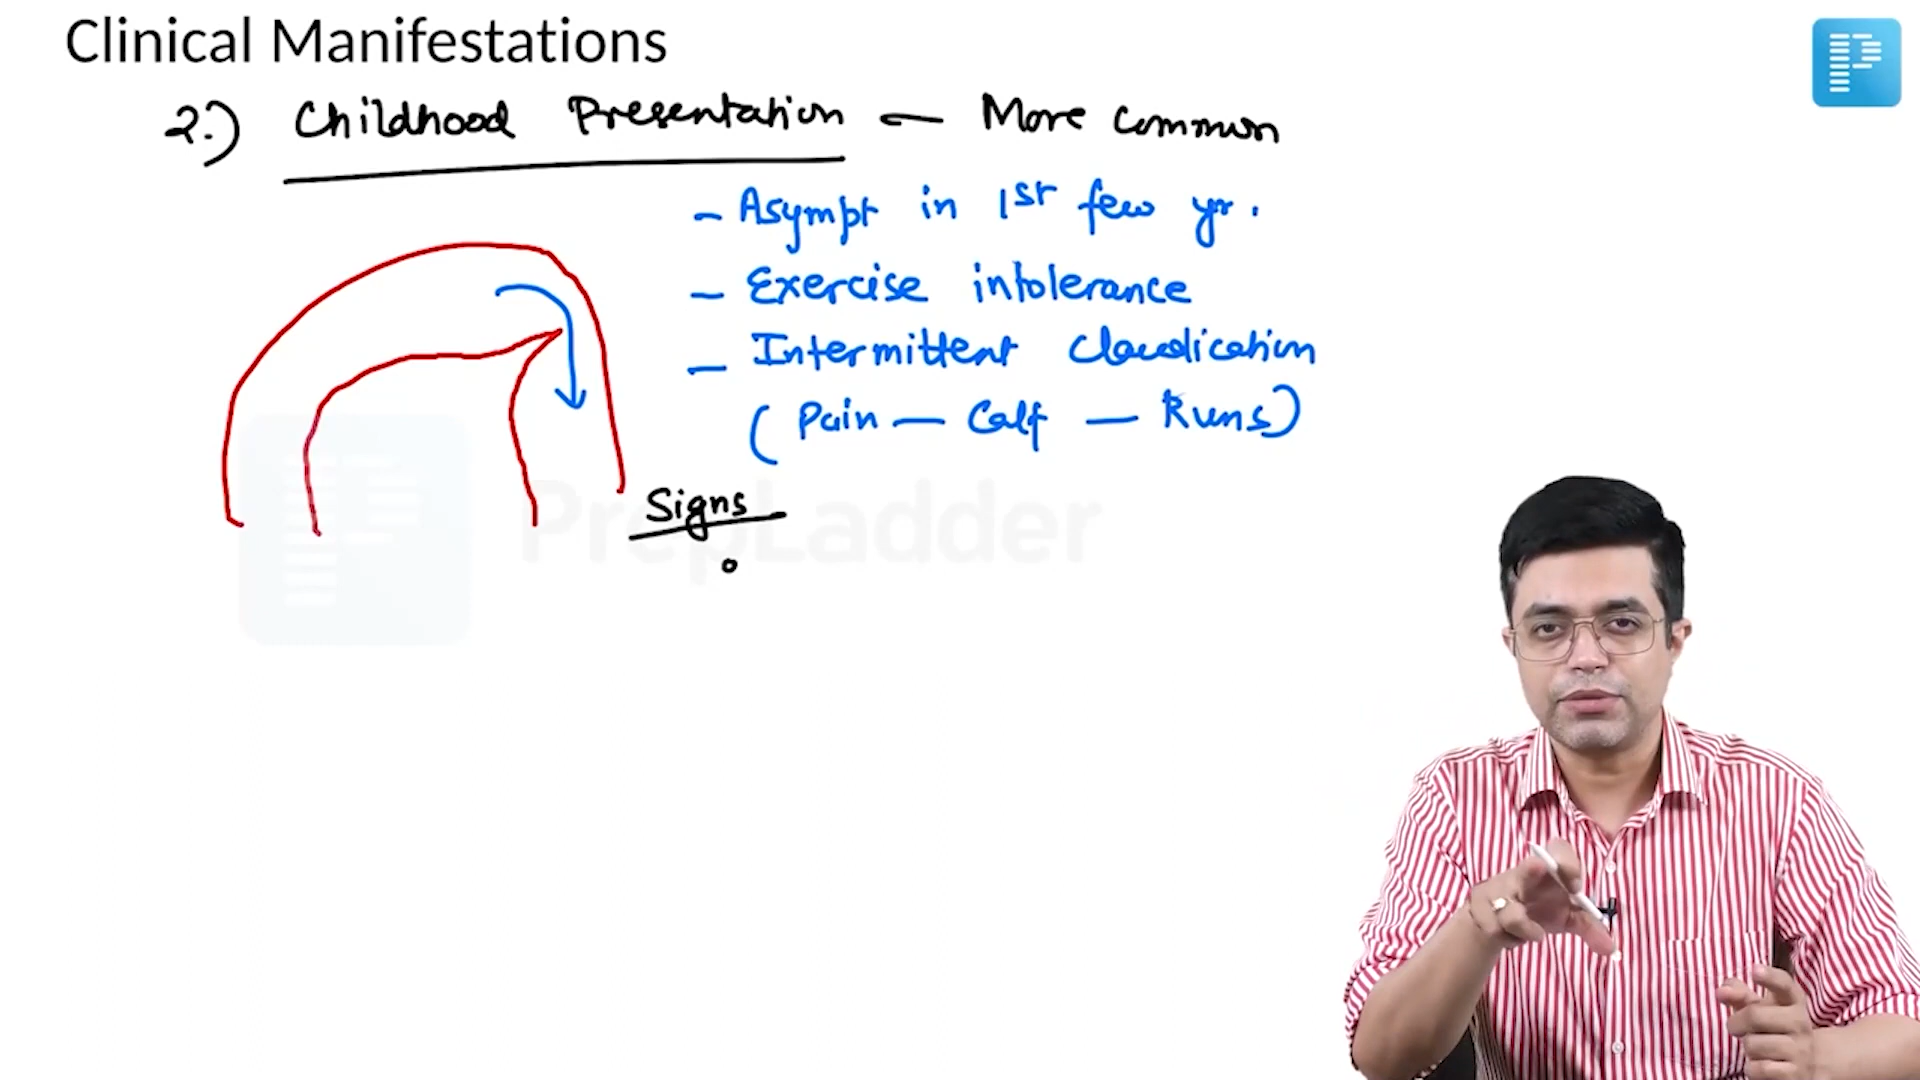 Clinical Manifestations
2.) Childhood Presentation — More common
- Asympt in 1st few yr.
- Exercise intolerance
- Intermittent Claudication
(Pain — Calf — Runs)
Signs
PrepLadder